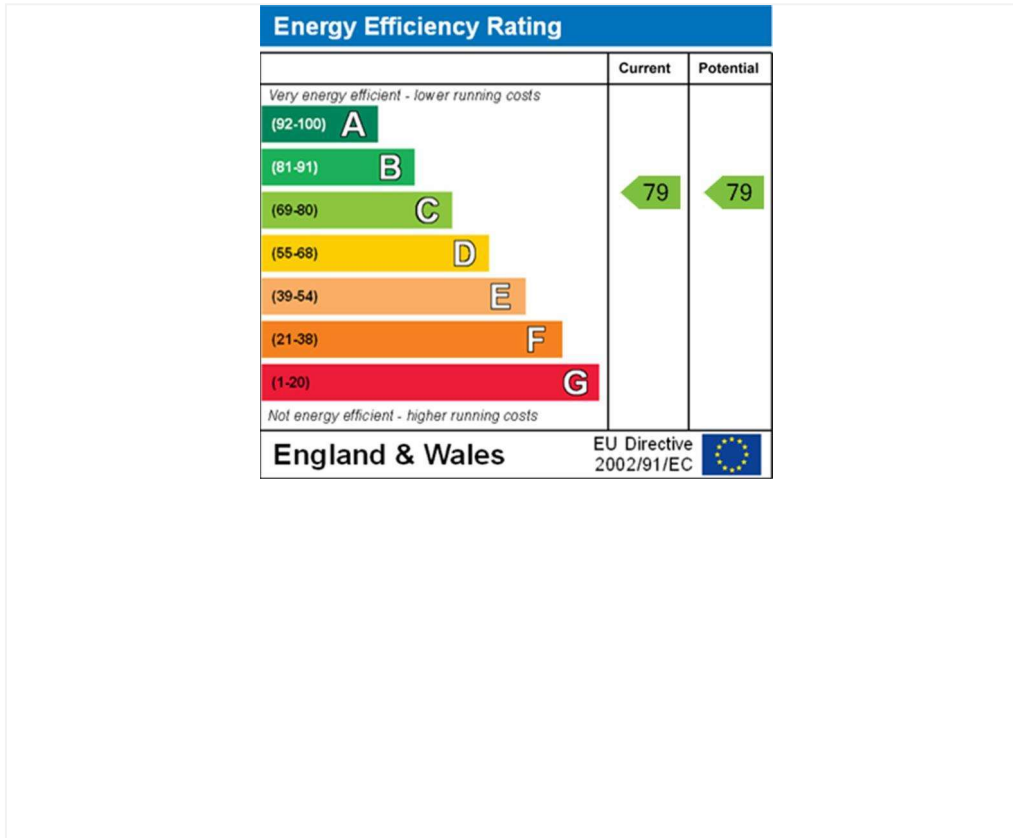 Energy Efficiency Rating
Current Potential
Very energy efficient - lower running costs
(92-100) A
(81-91) B
(69-80) C 79 79
(55-68) D
(39-54) E
(21-38) F
(1-20) G
Not energy efficient - higher running costs
England & Wales EU Directive
2002/91/EC